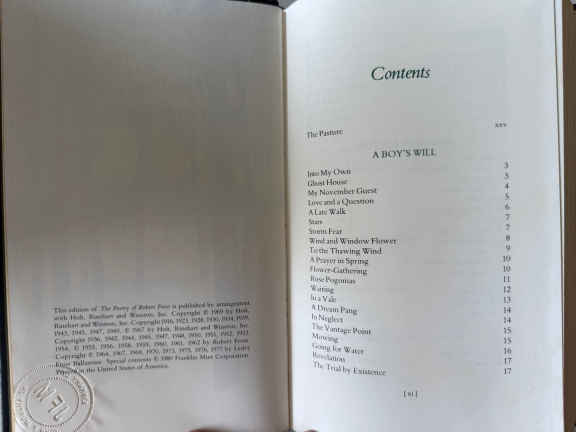 This edition of The Poetry of Robert Frost is published by arrangement
with Holt, Rinehart and Winston, Inc. Copyright © 1969 by Holt,
Rinehart and Winston, Inc. Copyright 1916, 1923, 1928, 1930, 1934, 1939,
1943, 1945, 1947, 1949, © 1967 by Holt, Rinehart and Winston, Inc.
Copyright 1936, 1942, 1944, 1945, 1947, 1948, 1951, 1952, 1953,
1954, © 1955, 1956, 1958, 1959, 1960, 1961, 1962 by Robert Frost.
Copyright © 1964, 1967, 1968, 1970, 1973, 1975, 1976, 1977 by Lesley
Frost Ballantine. Special contents © 1980 Franklin Mint Corporation.
Printed in the United States of America.
Contents
The Pasture xxv
A BOY'S WILL
Into My Own 3
Ghost House 3
My November Guest 4
Love and a Question 5
A Late Walk 6
Stars 7
Storm Fear 7
Wind and Window Flower 8
To the Thawing Wind 9
A Prayer in Spring 10
Flower-Gathering 10
Rose Pogonias 11
Waiting 12
In a Vale 13
A Dream Pang 14
In Neglect 14
The Vantage Point 15
Mowing 15
Going for Water 16
Revelation 17
The Trial by Existence 17
[xi]